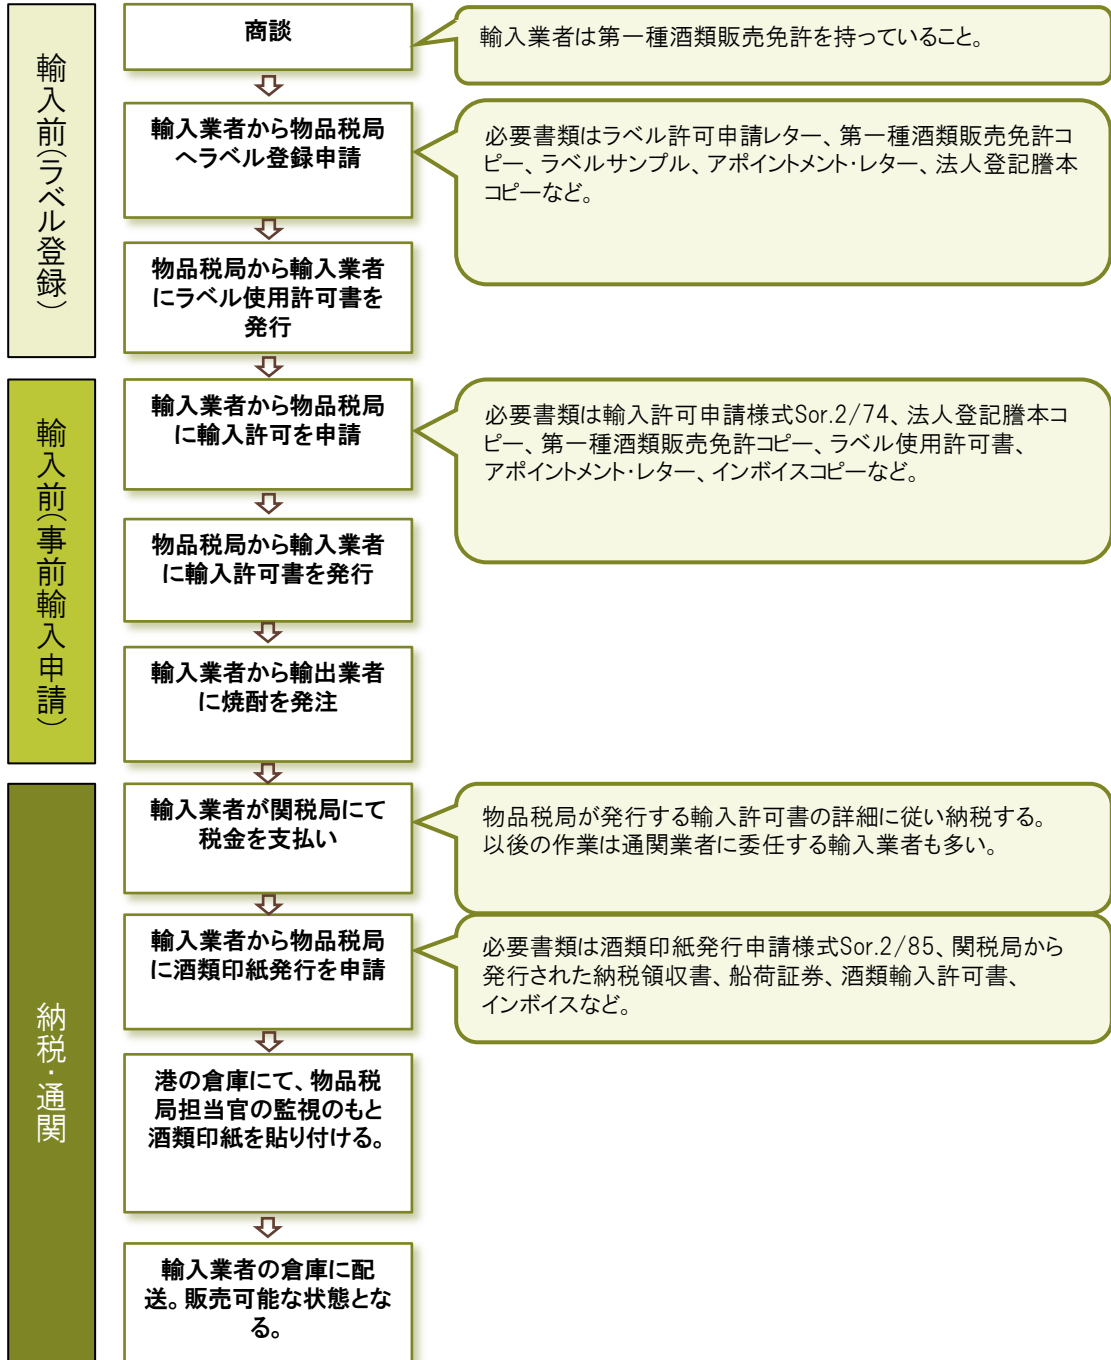 輸入前(ラベル登録)
商談
輸入業者は第一種酒類販売免許を持っていること。
輸入業者から物品税局
へラベル登録申請
必要書類はラベル許可申請レター、第一種酒類販売免許コ
ピー、ラベルサンプル、アポイントメント・レター、法人登記謄本
コピーなど。
物品税局から輸入業者
にラベル使用許可書を
発行
輸入前(事前輸入申請)
輸入業者から物品税局
に輸入許可を申請
必要書類は輸入許可申請様式Sor.2/74、法人登記謄本コ
ピー、第一種酒類販売免許コピー、ラベル使用許可書、
アポイントメント・レター、インボイスコピーなど。
物品税局から輸入業者
に輸入許可書を発行
輸入業者から輸出業者
に焼酎を発注
納税・通関
輸入業者が関税局にて
税金を支払い
物品税局が発行する輸入許可書の詳細に従い納税する。
以後の作業は通関業者に委任する輸入業者も多い。
輸入業者から物品税局
に酒類印紙発行を申請
必要書類は酒類印紙発行申請様式Sor.2/85、関税局から
発行された納税領収書、船荷証券、酒類輸入許可書、
インボイスなど。
港の倉庫にて、物品税
局担当官の監視のもと
酒類印紙を貼り付ける。
輸入業者の倉庫に配
送。販売可能な状態とな
る。